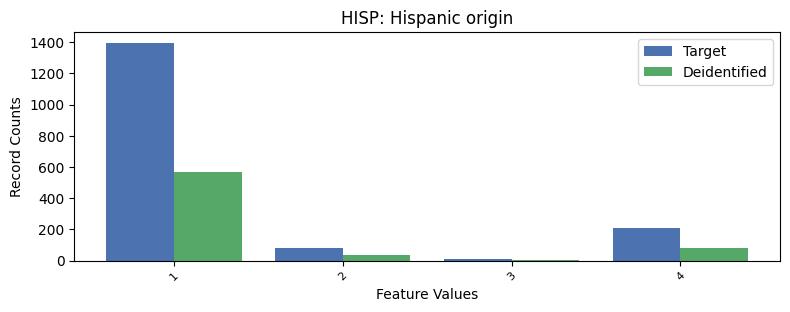 HISP: Hispanic origin
Target
Deidentified
Record Counts
1400
1200
1000
800
600
400
200
0
1
2
3
4
Feature Values